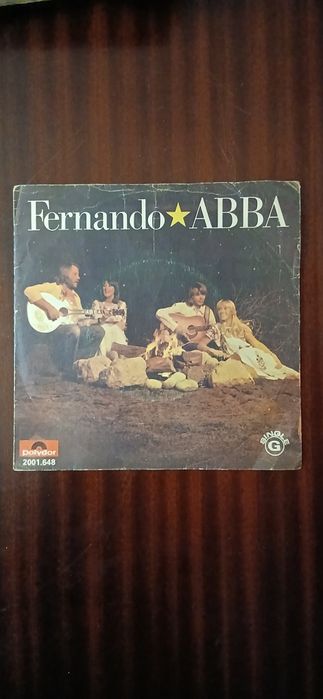 Fernando ★ ABBA
polydor
2001.648
SINGLE
G